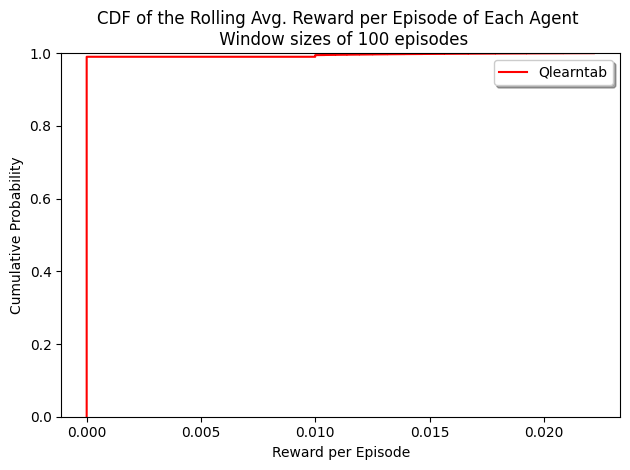 CDF of the Rolling Avg. Reward per Episode of Each Agent
Window sizes of 100 episodes
Qlearntab
Cumulative Probability
1.0
0.8
0.6
0.4
0.2
0.0
0.000 0.005 0.010 0.015 0.020
Reward per Episode